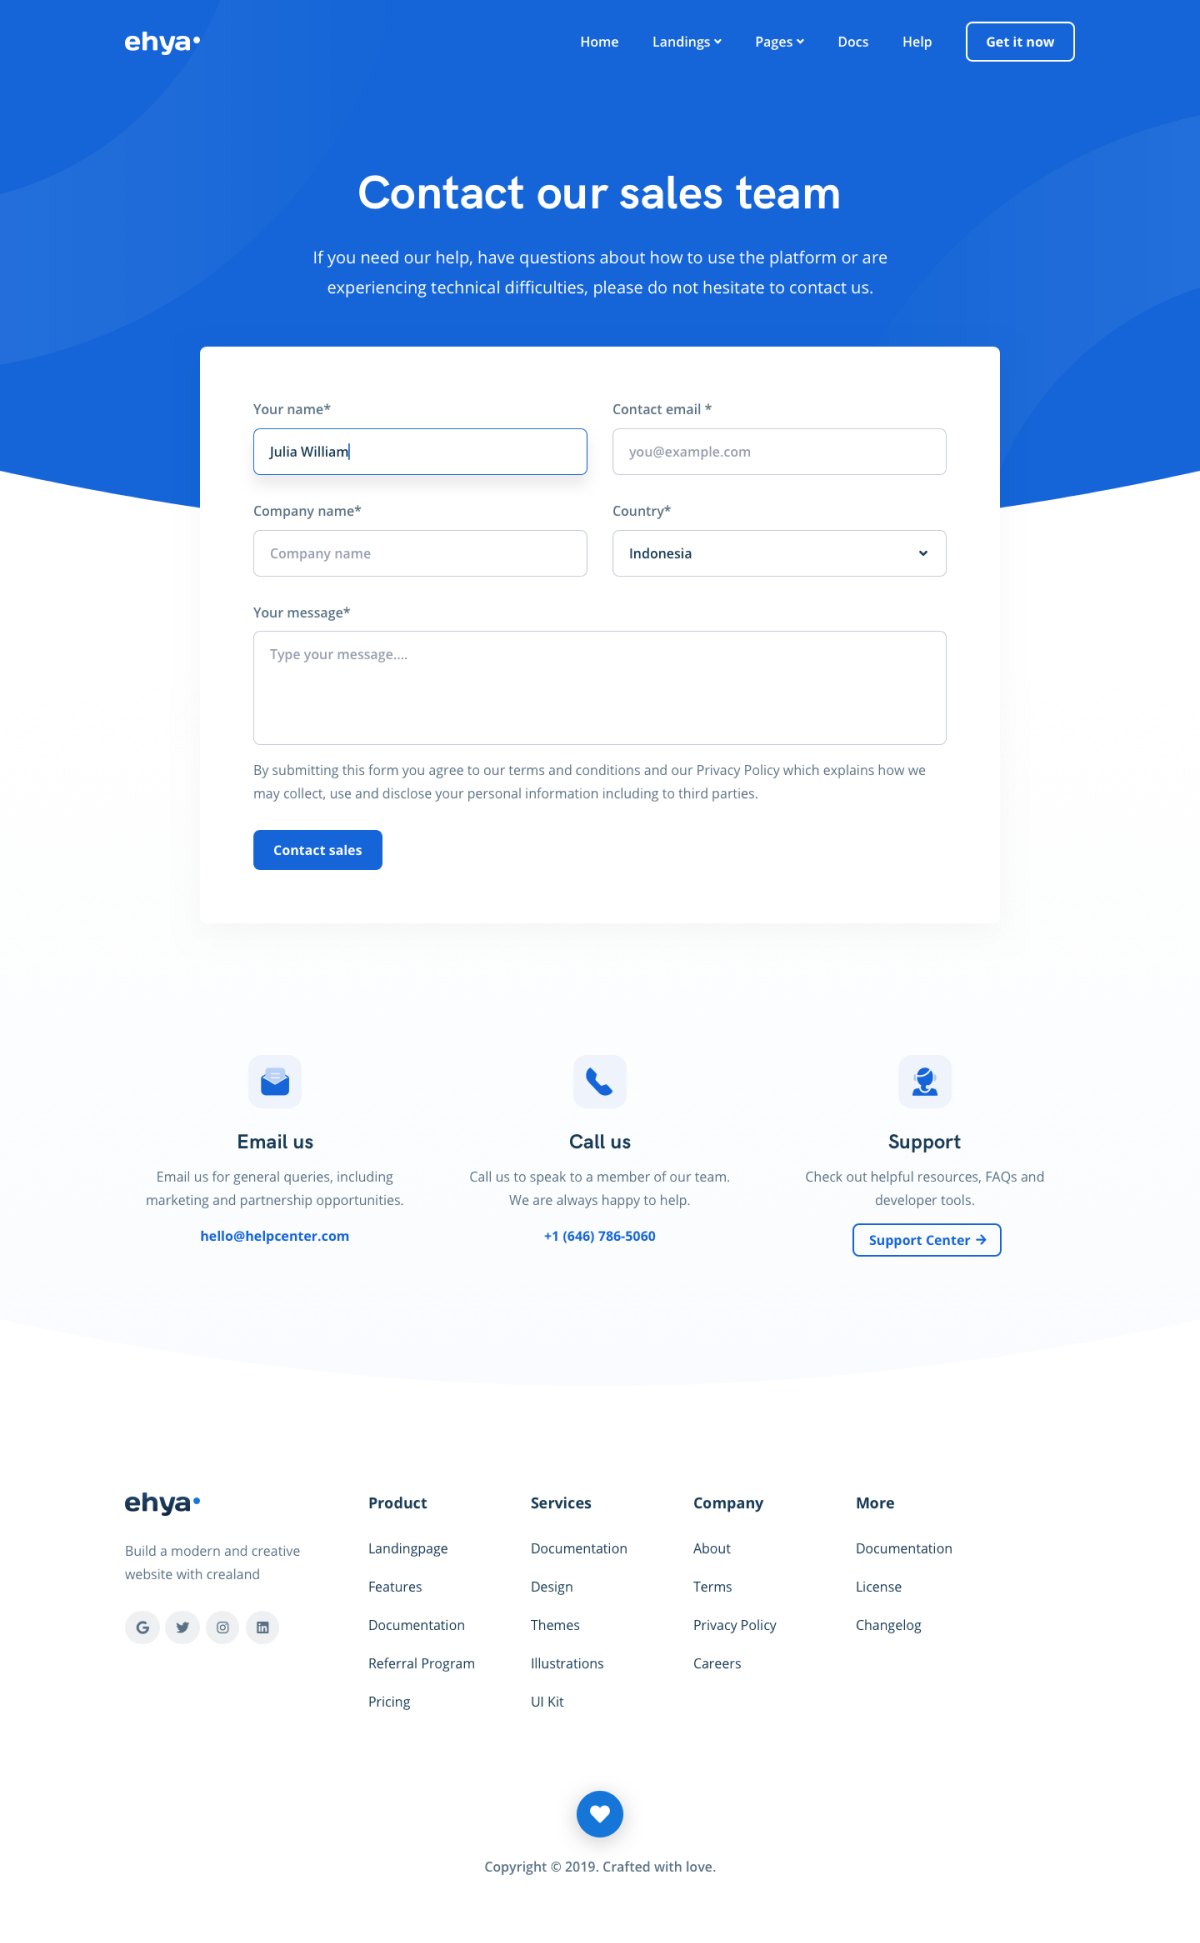 ehya
Home Landings Pages Docs Help Get it now
Contact our sales team
If you need our help, have questions about how to use the platform or are
experiencing technical difficulties, please do not hesitate to contact us.
Your name*
Julia William
Contact email *
you@example.com
Company name*
Company name
Country*
Indonesia
Your message*
Type your message....
By submitting this form you agree to our terms and conditions and our Privacy Policy which explains how we
may collect, use and disclose your personal information including to third parties.
Contact sales
Email us
Email us for general queries, including
marketing and partnership opportunities.
hello@helpcenter.com
Call us
Call us to speak to a member of our team.
We are always happy to help.
+1 (646) 786-5060
Support
Check out helpful resources, FAQs and
developer tools.
Support Center →
ehya
Build a modern and creative
website with crealand
Product
Landingpage
Features
Documentation
Referral Program
Pricing
Services
Documentation
Design
Themes
Illustrations
UI Kit
Company
About
Terms
Privacy Policy
Careers
More
Documentation
License
Changelog
Copyright © 2019. Crafted with love.